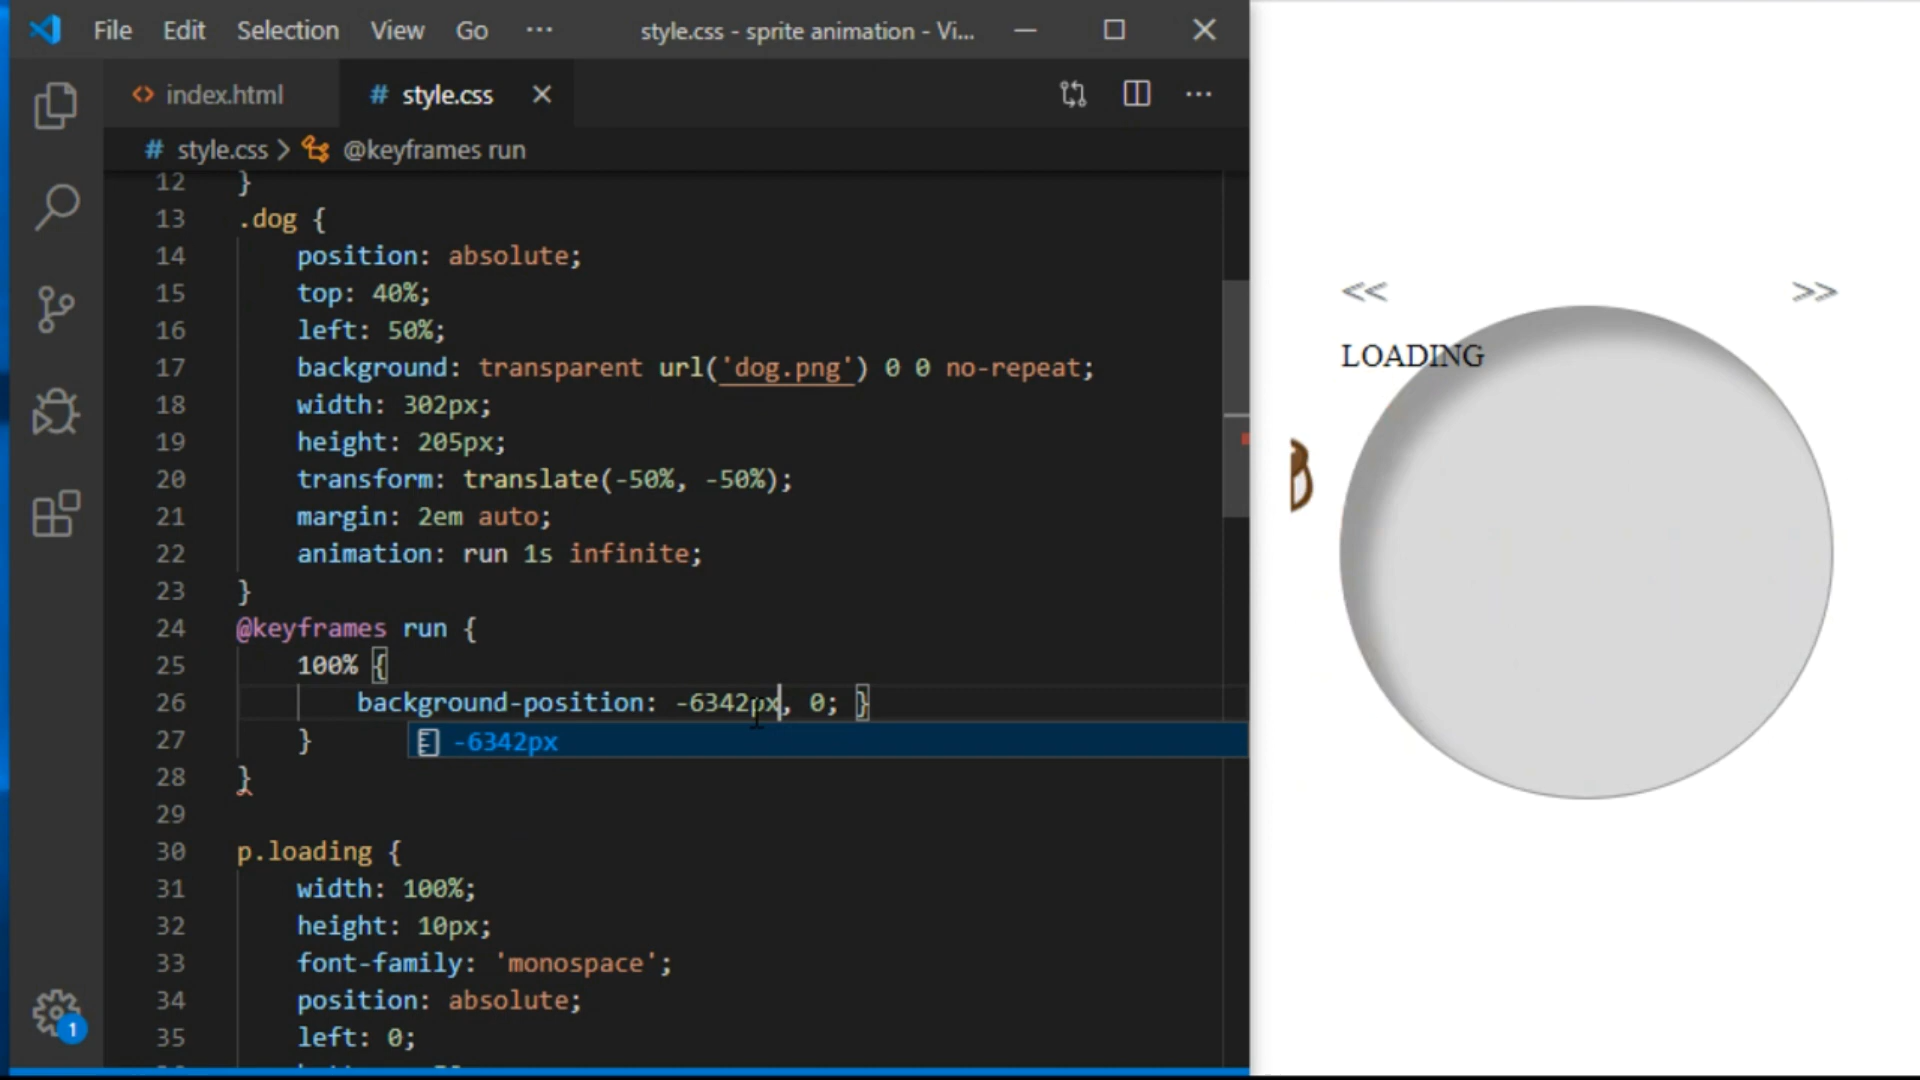 File Edit Selection View Go ··· style.css - sprite animation - Vi...
index.html # style.css
# style.css > @keyframes run
12 }
13 .dog {
14 position: absolute;
15 top: 40%;
16 left: 50%;
17 background: transparent url('dog.png') 0 0 no-repeat;
18 width: 302px;
19 height: 205px;
20 transform: translate(-50%, -50%);
21 margin: 2em auto;
22 animation: run 1s infinite;
23 }
24 @keyframes run {
25 100% {
26 background-position: -6342px, 0; }
-6342px
27 }
28 }
29
30 p.loading {
31 width: 100%;
32 height: 10px;
33 font-family: 'monospace';
34 position: absolute;
35 left: 0;
1
<< >>
LOADING